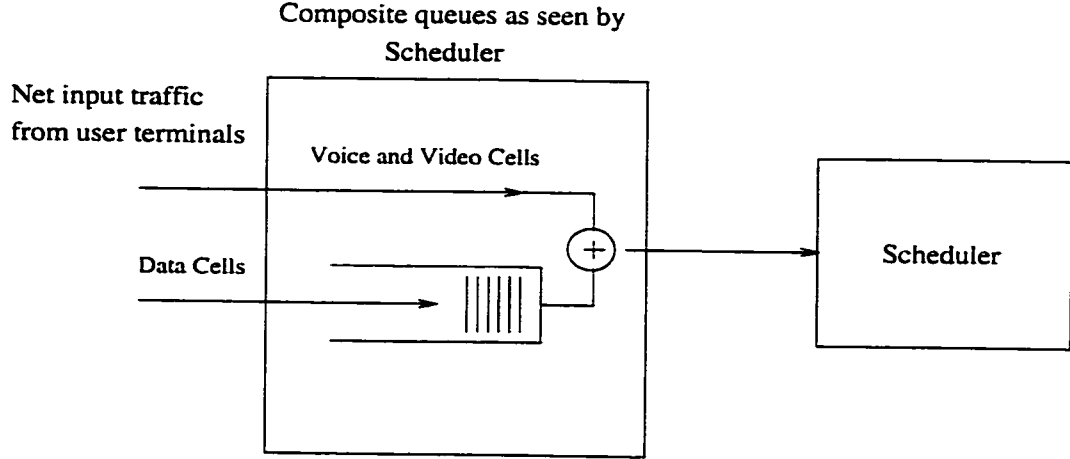 Composite queues as seen by
Scheduler
Net input traffic
from user terminals
Voice and Video Cells
Data Cells
+
Scheduler